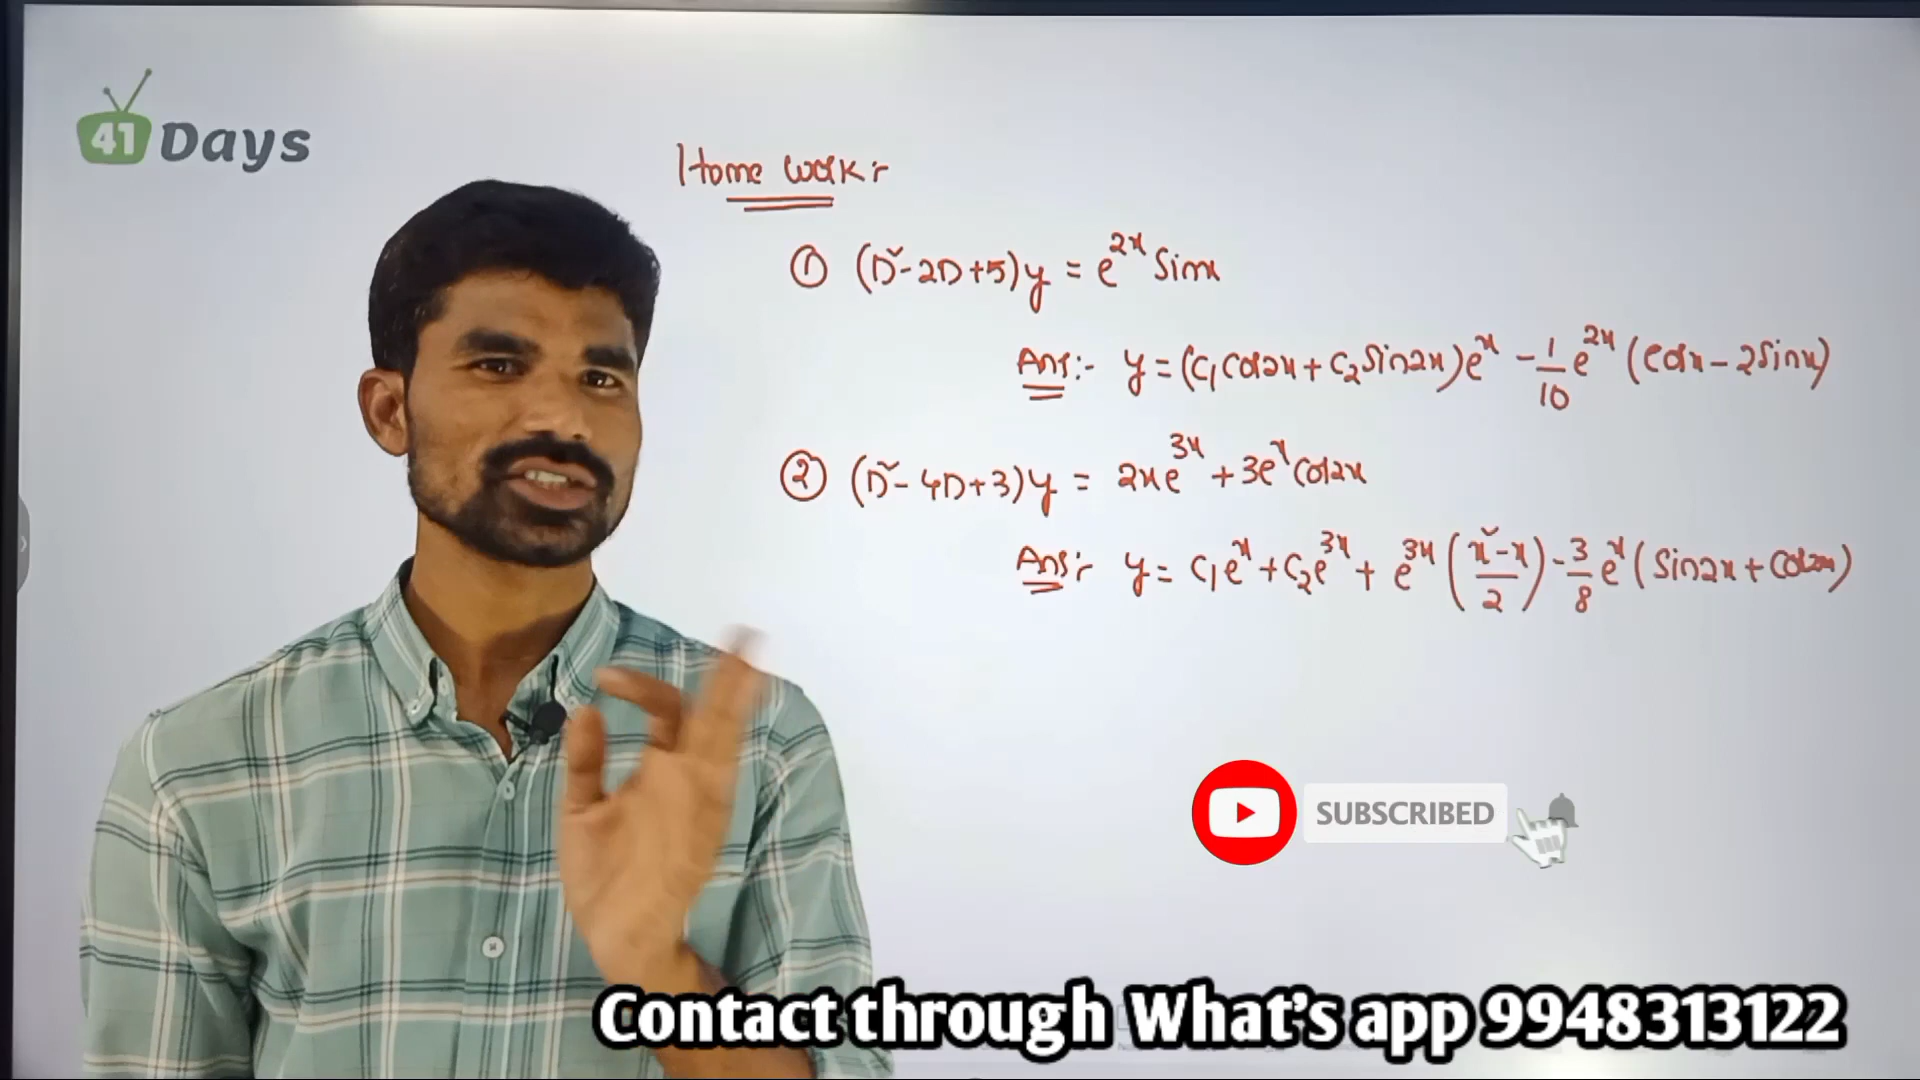 41 Days
Home work:-
① (D²-2D+5)y = e^2x Sinx
Ans:- y = (C₁Cos2x + C₂Sin2x)e^x - 1/10 e^2x (Cosx - 2Sinx)
② (D²-4D+3)y = 2xe^3x + 3e^x Cos2x
Ans:- y = C₁e^x + C₂e^3x + e^3x (x²-x/2) - 3/8 e^x (Sin2x + Cos2x)
SUBSCRIBED
Contact through What's app 9948313122